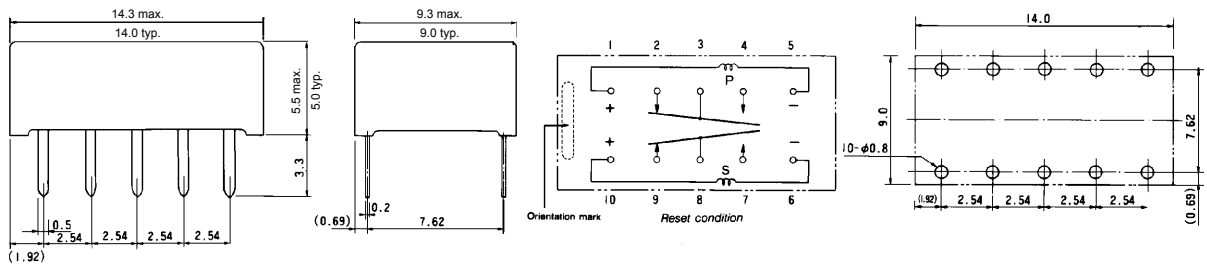 14.3 max.
14.0 typ.
5.5 max.
5.0 typ.
3.3
0.5
2.54 2.54 2.54 2.54
(1.92)
9.3 max.
9.0 typ.
0.2
(0.69)
7.62
1 2 3 4 5
P
+ −
+ −
S
10 9 8 7 6
Orientation mark
Reset condition
14.0
9.0
7.62
10-φ0.8
(1.92) 2.54 2.54 2.54 2.54
(0.69)